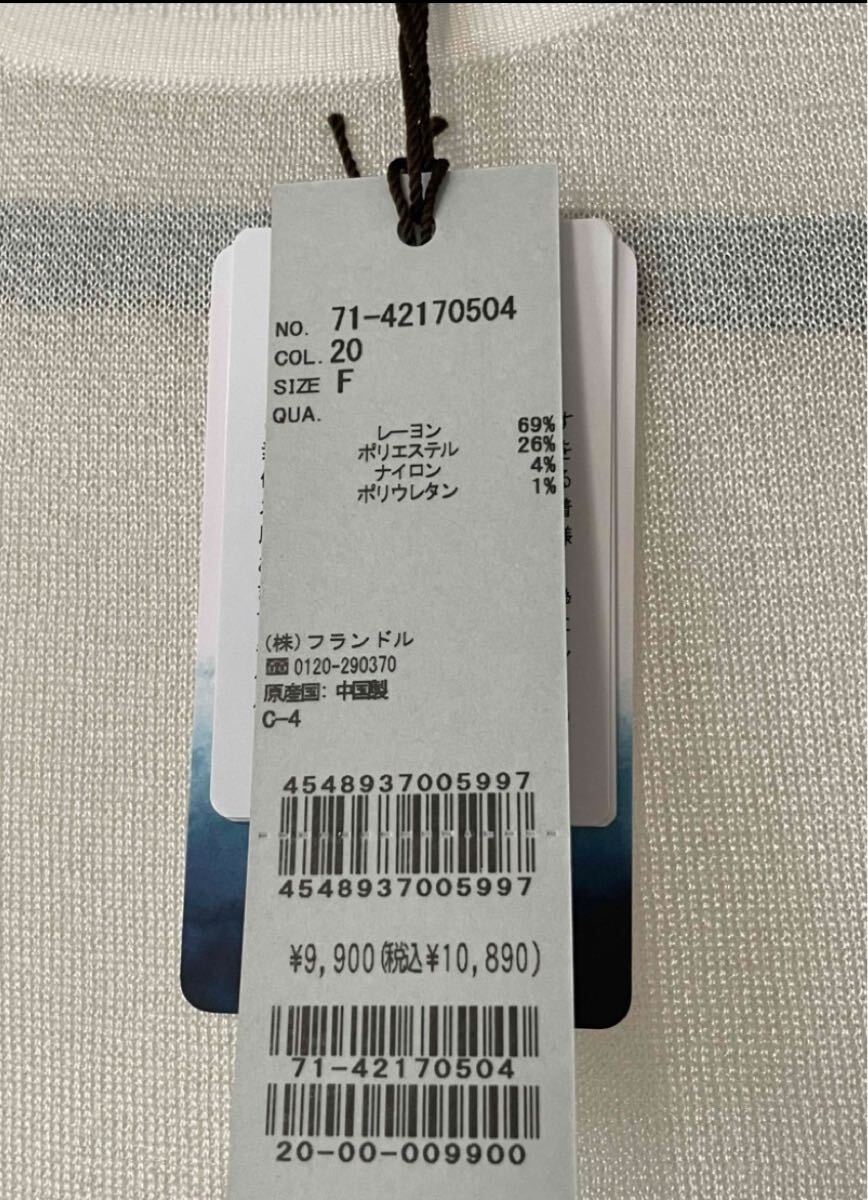 NO. 71-42170504
COL. 20
SIZE F
QUA.
レーヨン 69%
ポリエステル 26%
ナイロン 4%
ポリウレタン 1%
(株)フランドル
☎ 0120-290370
原産国: 中国製
C-4
4548937005997
4548937005997
¥9,900(税込¥10,890)
71-42170504
20-00-009900